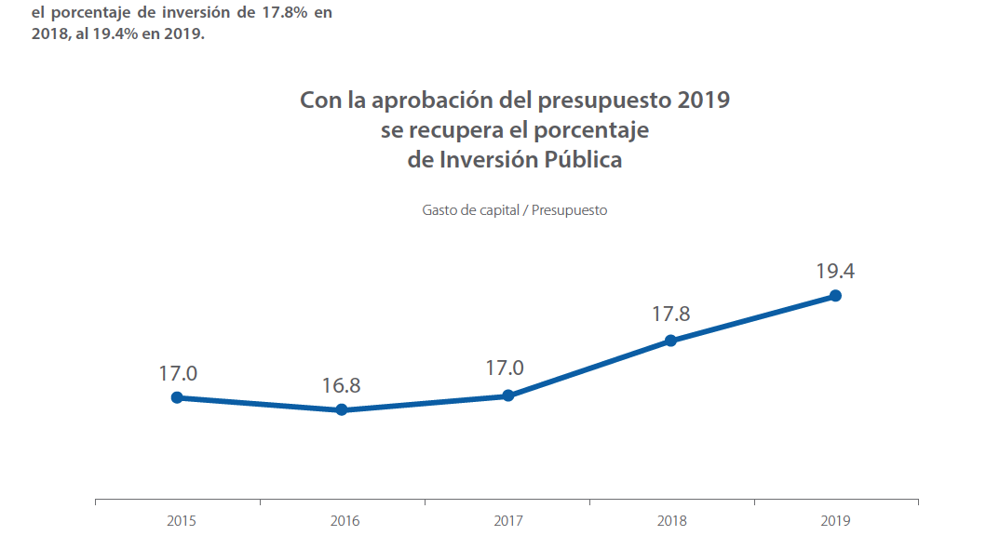 el porcentaje de inversión de 17.8% en
2018, al 19.4% en 2019.
Con la aprobación del presupuesto 2019
se recupera el porcentaje
de Inversión Pública
Gasto de capital / Presupuesto
17.0
16.8
17.0
17.8
19.4
2015
2016
2017
2018
2019